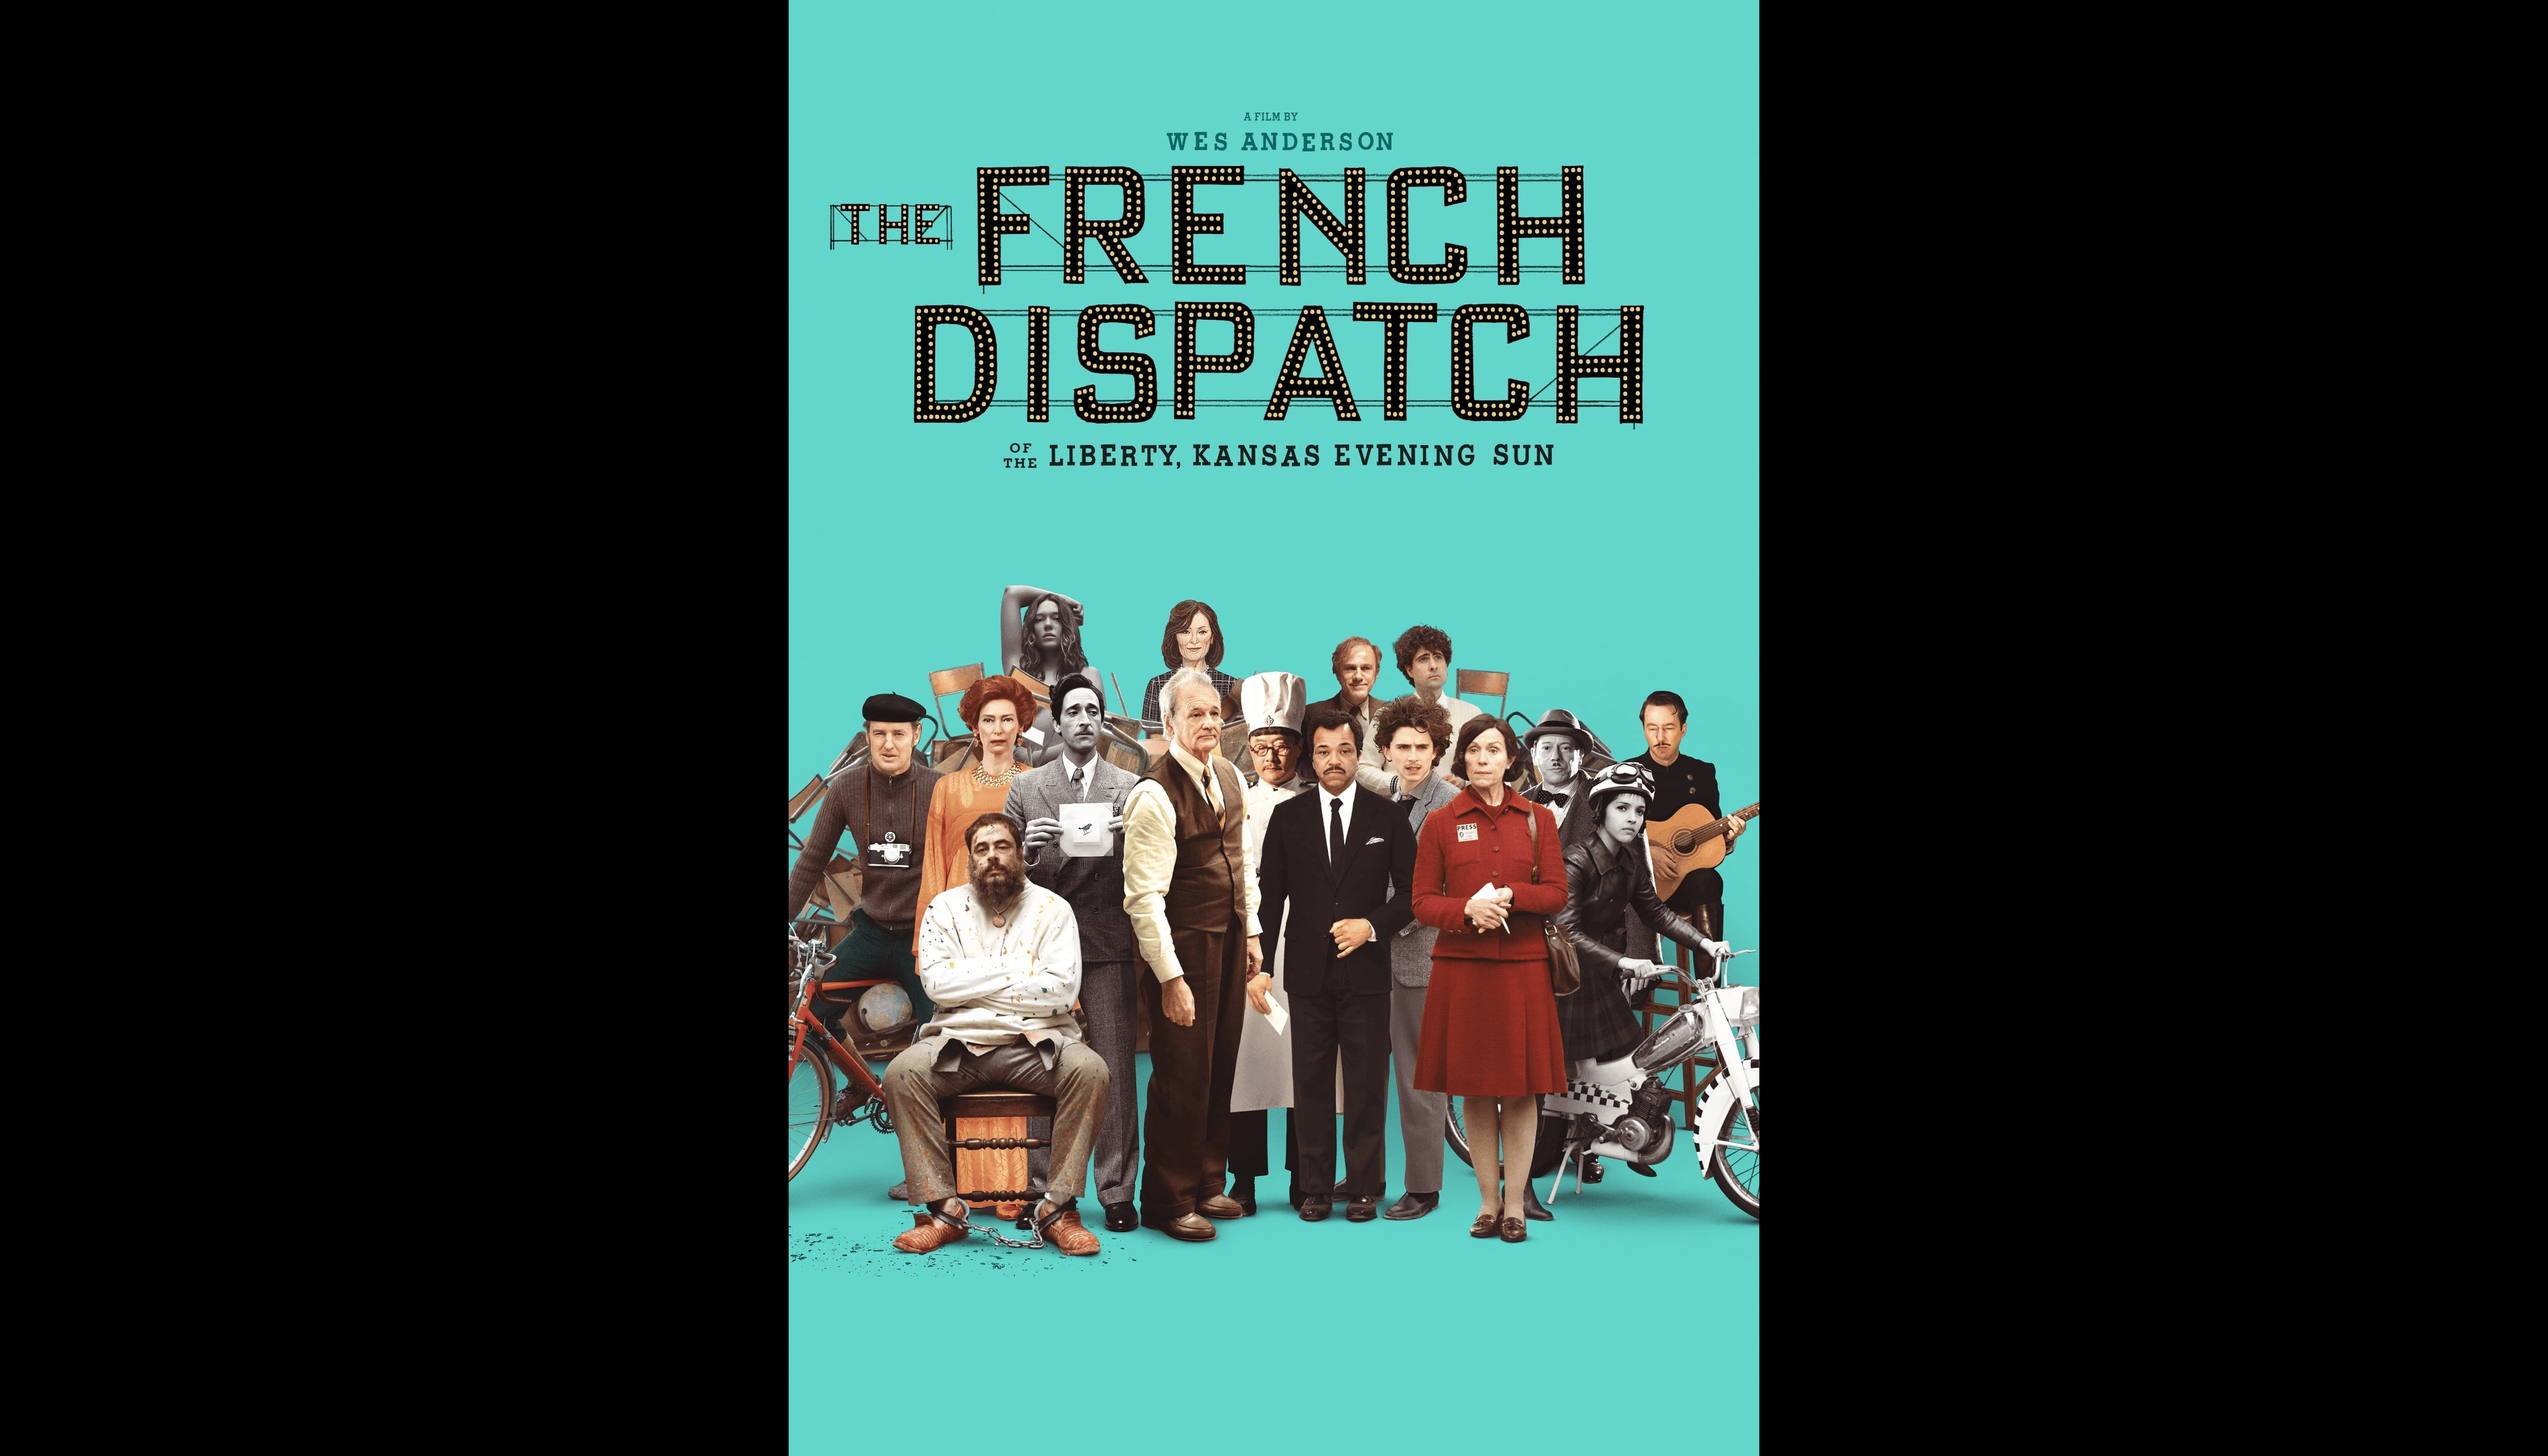 A FILM BY
WES ANDERSON
THE FRENCH
DISPATCH
OF THE LIBERTY, KANSAS EVENING SUN
PRESS